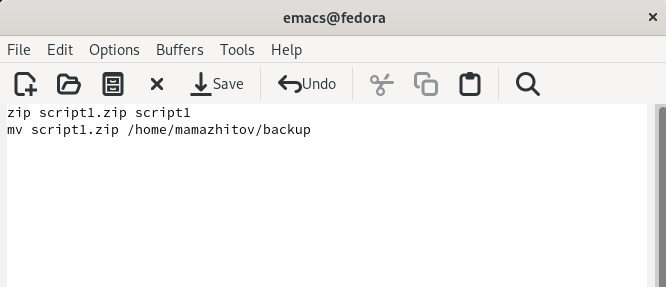 emacs@fedora
File Edit Options Buffers Tools Help
Save Undo
zip script1.zip script1
mv script1.zip /home/mamazhitov/backup